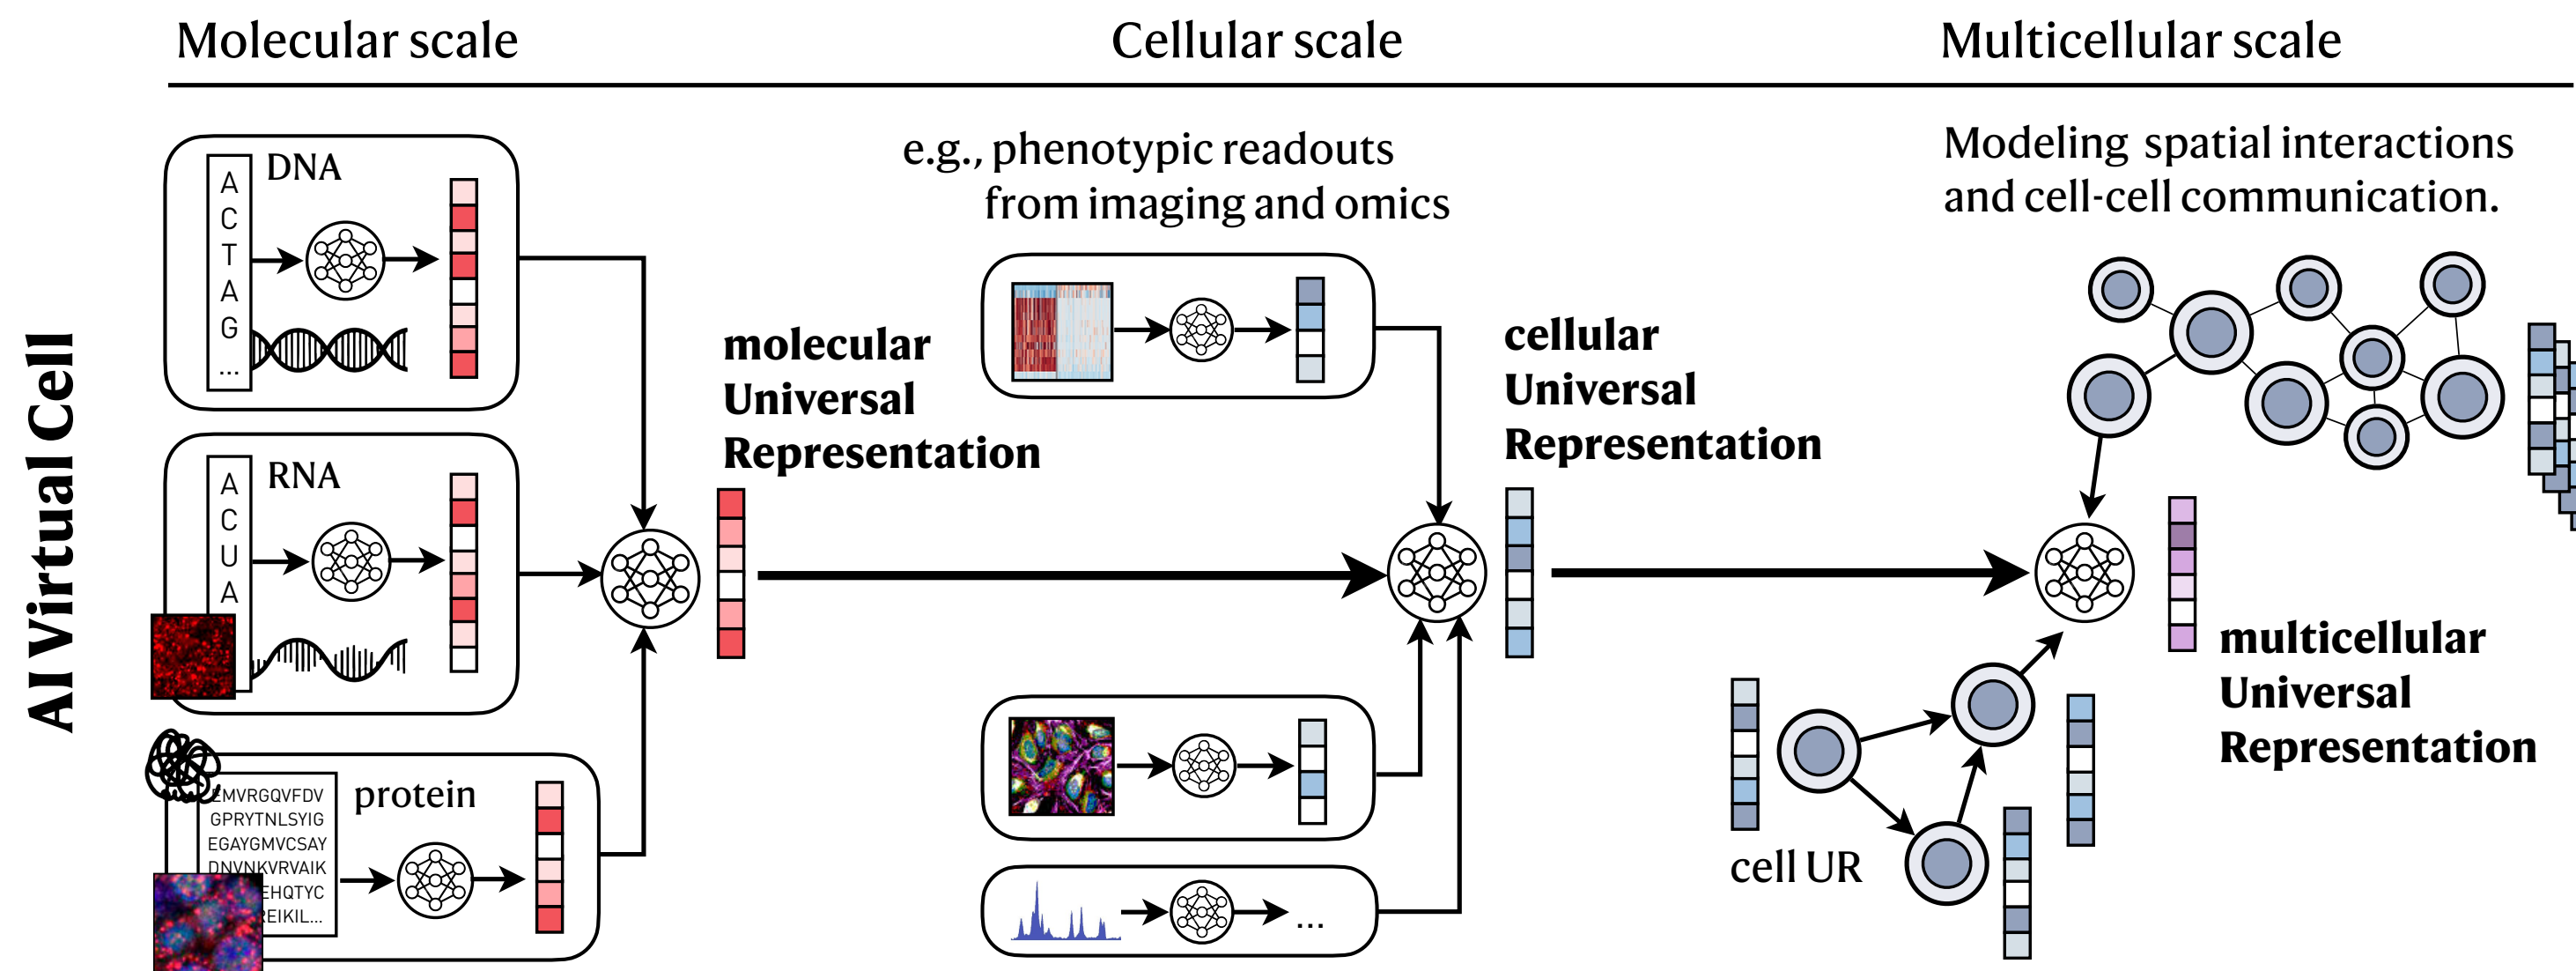 Molecular scale
Cellular scale
Multicellular scale
AI Virtual Cell
DNA
A
C
T
A
G
...
RNA
A
C
U
A
protein
EMVRGQVFDV
GPRYTNLSYIG
EGAYGMVCSAY
DNVNKVRVAIK
EHQTYC
REIKIL...
molecular
Universal
Representation
e.g., phenotypic readouts
from imaging and omics
...
cellular
Universal
Representation
Modeling spatial interactions
and cell-cell communication.
cell UR
multicellular
Universal
Representation